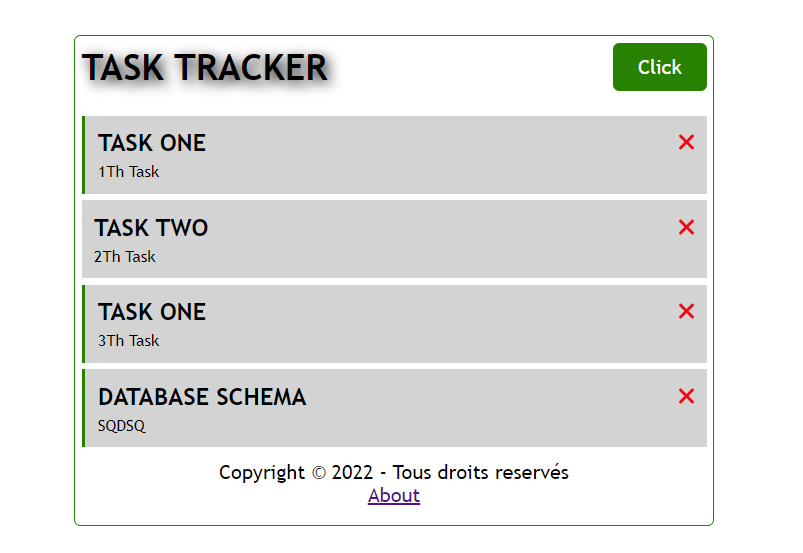 TASK TRACKER
Click
TASK ONE
1Th Task
TASK TWO
2Th Task
TASK ONE
3Th Task
DATABASE SCHEMA
SQDSQ
Copyright © 2022 - Tous droits reservés
About